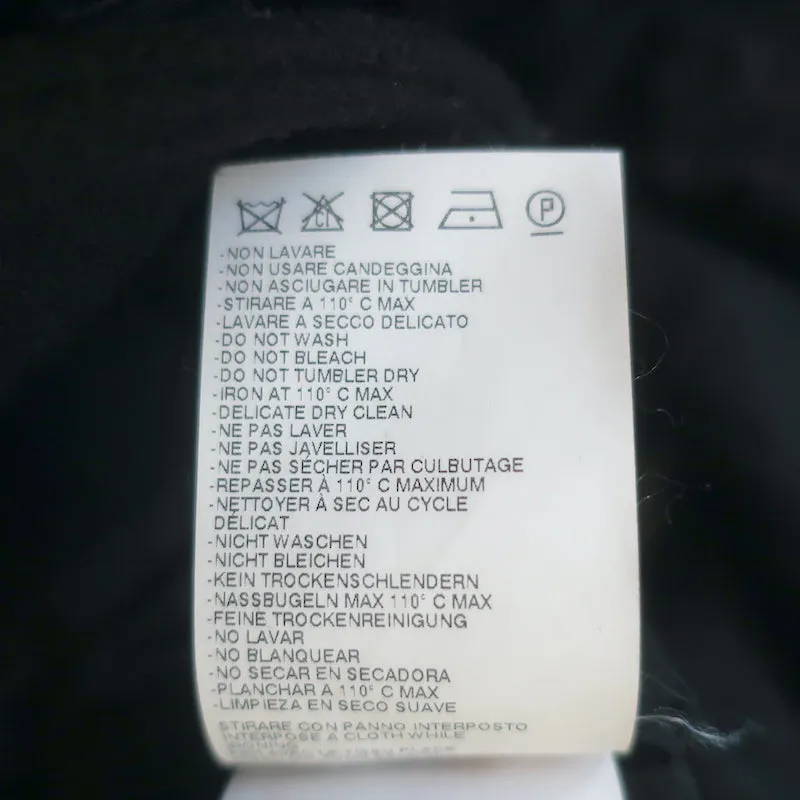 CL
P
-NON LAVARE
-NON USARE CANDEGGINA
-NON ASCIUGARE IN TUMBLER
-STIRARE A 110° C MAX
-LAVARE A SECCO DELICATO
-DO NOT WASH
-DO NOT BLEACH
-DO NOT TUMBLER DRY
-IRON AT 110° C MAX
-DELICATE DRY CLEAN
-NE PAS LAVER
-NE PAS JAVELLISER
-NE PAS SÉCHER PAR CULBUTAGE
-REPASSER À 110° C MAXIMUM
-NETTOYER À SEC AU CYCLE
DÉLICAT
-NICHT WASCHEN
-NICHT BLEICHEN
-KEIN TROCKENSCHLENDERN
-NASSBUGELN MAX 110° C MAX
-FEINE TROCKENREINIGUNG
-NO LAVAR
-NO BLANQUEAR
-NO SECAR EN SECADORA
-PLANCHAR A 110° C MAX
-LIMPIEZA EN SECO SUAVE
STIRARE CON PANNO INTERPOSTO
INTERPOSE A CLOTH WHILE
IRONING